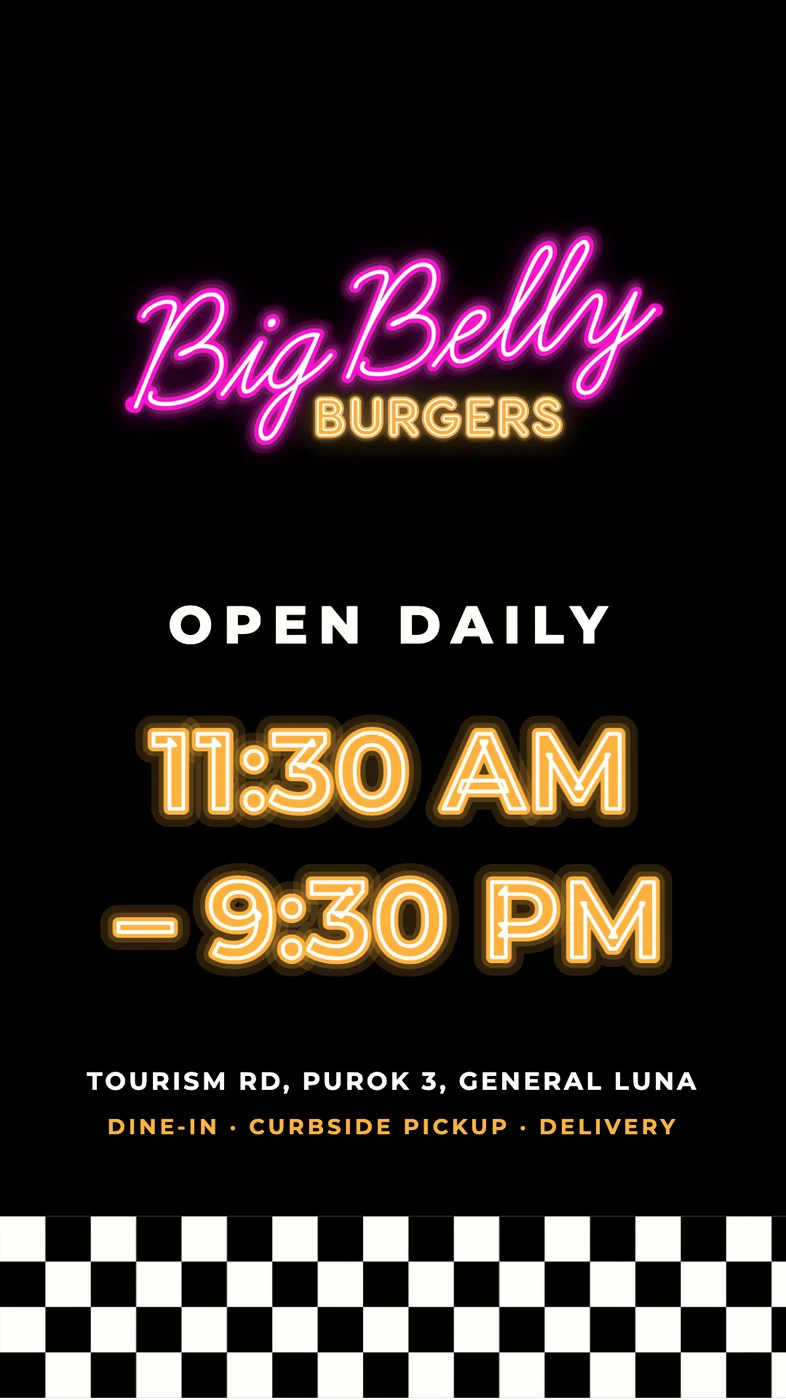 Big Belly
BURGERS
OPEN DAILY
11:30 AM
– 9:30 PM
TOURISM RD, PUROK 3, GENERAL LUNA
DINE-IN · CURBSIDE PICKUP · DELIVERY